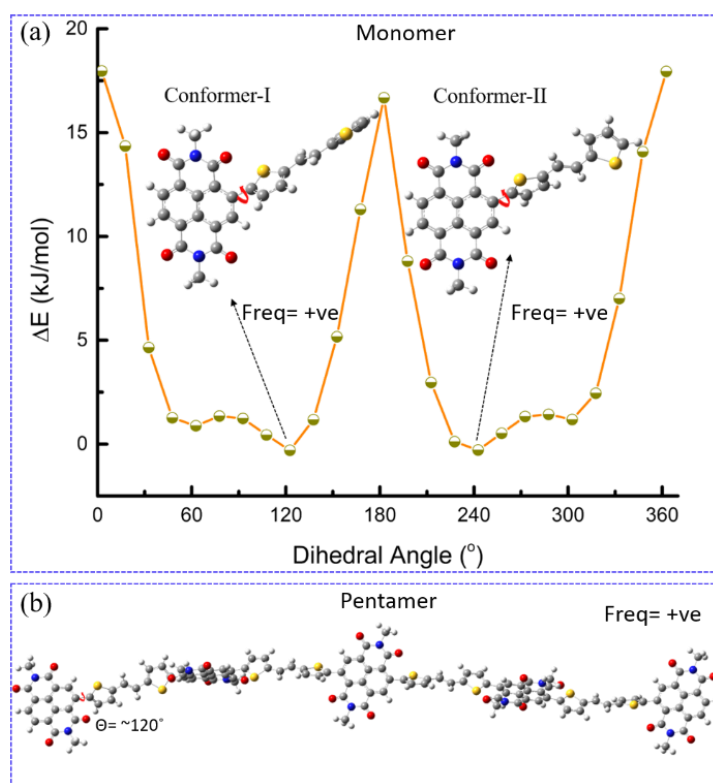 (a) Monomer
Conformer-I
Conformer-II
Freq= +ve
Freq= +ve
ΔE (kJ/mol)
20
15
10
5
0
0 60 120 180 240 300 360
Dihedral Angle (°)
(b) Pentamer
Freq= +ve
Θ= ~120°